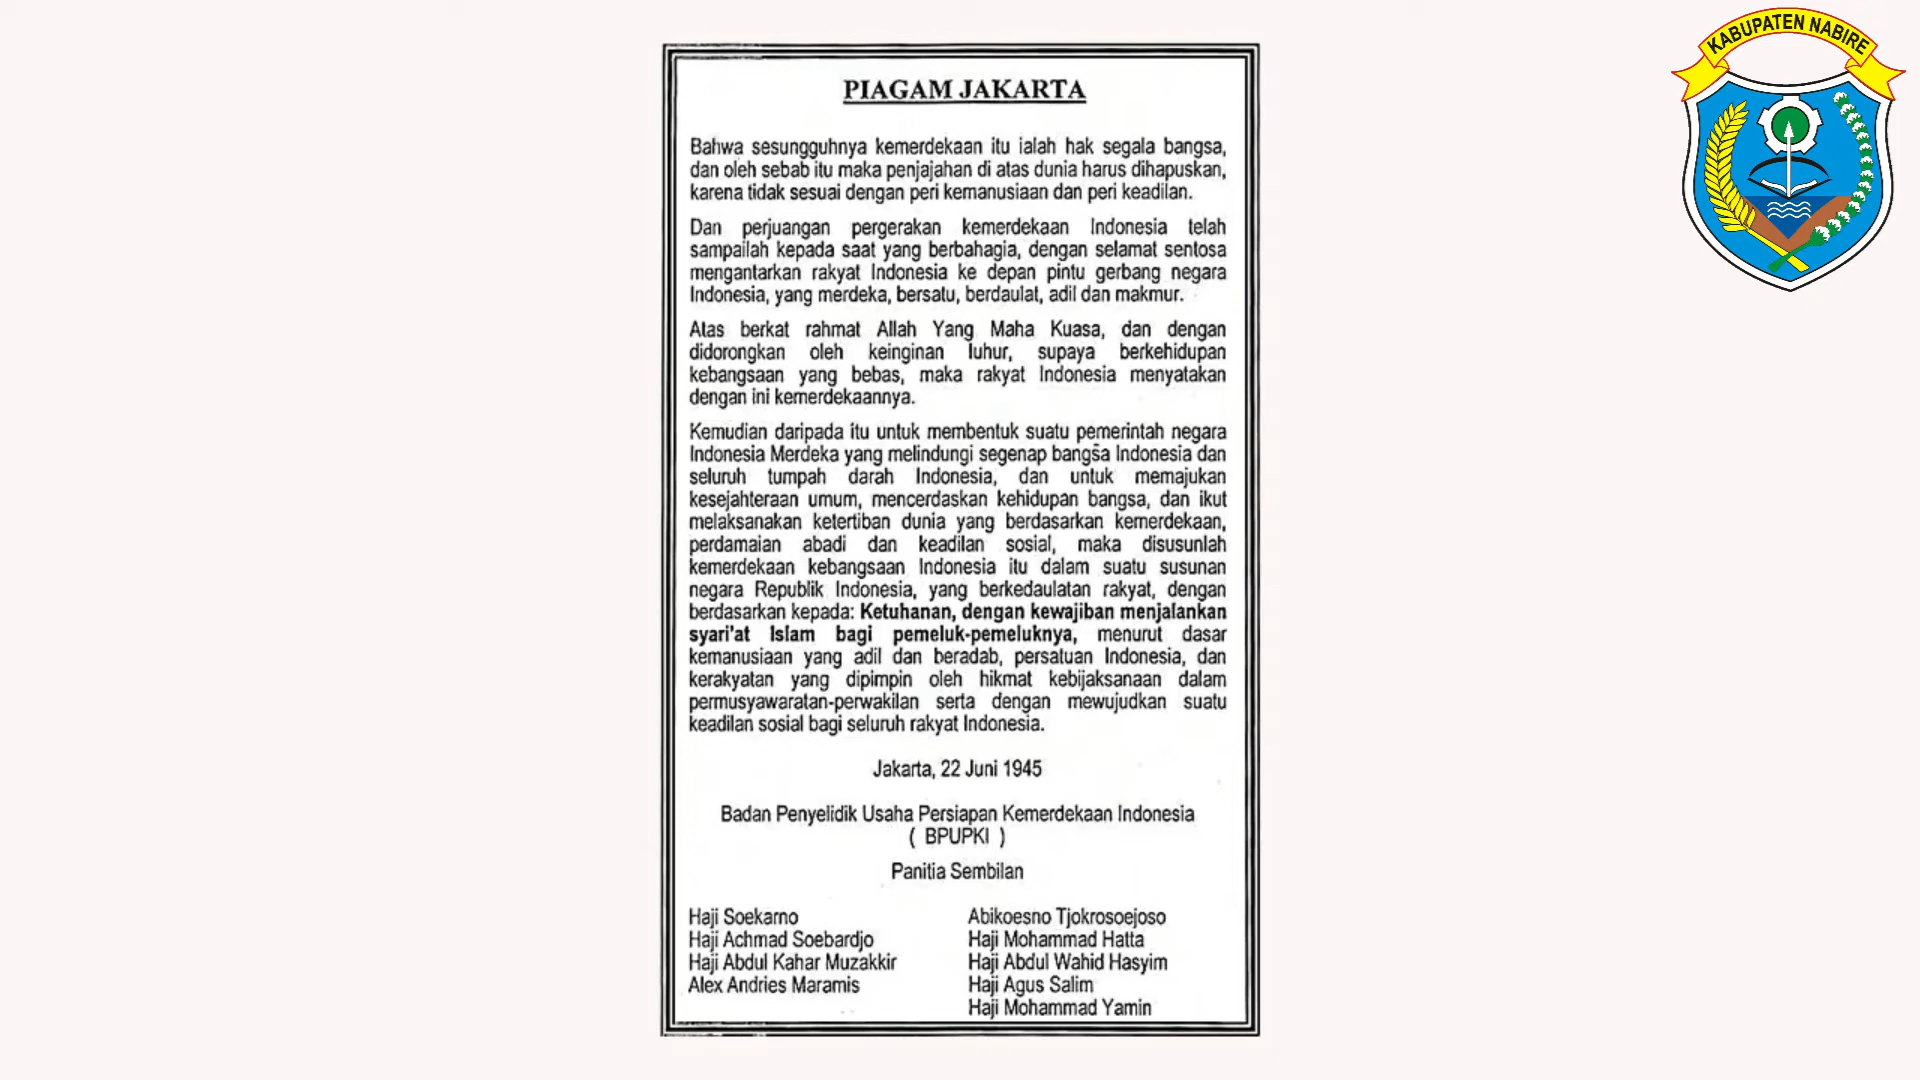 PIAGAM JAKARTA
Bahwa sesungguhnya kemerdekaan itu ialah hak segala bangsa,
dan oleh sebab itu maka penjajahan di atas dunia harus dihapuskan,
karena tidak sesuai dengan peri kemanusiaan dan peri keadilan.
Dan perjuangan pergerakan kemerdekaan Indonesia telah
sampailah kepada saat yang berbahagia, dengan selamat sentosa
mengantarkan rakyat Indonesia ke depan pintu gerbang negara
Indonesia, yang merdeka, bersatu, berdaulat, adil dan makmur.
Atas berkat rahmat Allah Yang Maha Kuasa, dan dengan
didorongkan oleh keinginan luhur, supaya berkehidupan
kebangsaan yang bebas, maka rakyat Indonesia menyatakan
dengan ini kemerdekaannya.
Kemudian daripada itu untuk membentuk suatu pemerintah negara
Indonesia Merdeka yang melindungi segenap bangsa Indonesia dan
seluruh tumpah darah Indonesia, dan untuk memajukan
kesejahteraan umum, mencerdaskan kehidupan bangsa, dan ikut
melaksanakan ketertiban dunia yang berdasarkan kemerdekaan,
perdamaian abadi dan keadilan sosial, maka disusunlah
kemerdekaan kebangsaan Indonesia itu dalam suatu susunan
negara Republik Indonesia, yang berkedaulatan rakyat, dengan
berdasarkan kepada: Ketuhanan, dengan kewajiban menjalankan
syari'at Islam bagi pemeluk-pemeluknya, menurut dasar
kemanusiaan yang adil dan beradab, persatuan Indonesia, dan
kerakyatan yang dipimpin oleh hikmat kebijaksanaan dalam
permusyawaratan-perwakilan serta dengan mewujudkan suatu
keadilan sosial bagi seluruh rakyat Indonesia.
Jakarta, 22 Juni 1945
Badan Penyelidik Usaha Persiapan Kemerdekaan Indonesia
( BPUPKI )
Panitia Sembilan
Haji Soekarno
Haji Achmad Soebardjo
Haji Abdul Kahar Muzakkir
Alex Andries Maramis
Abikoesno Tjokrosoejoso
Haji Mohammad Hatta
Haji Abdul Wahid Hasyim
Haji Agus Salim
Haji Mohammad Yamin
KABUPATEN NABIRE